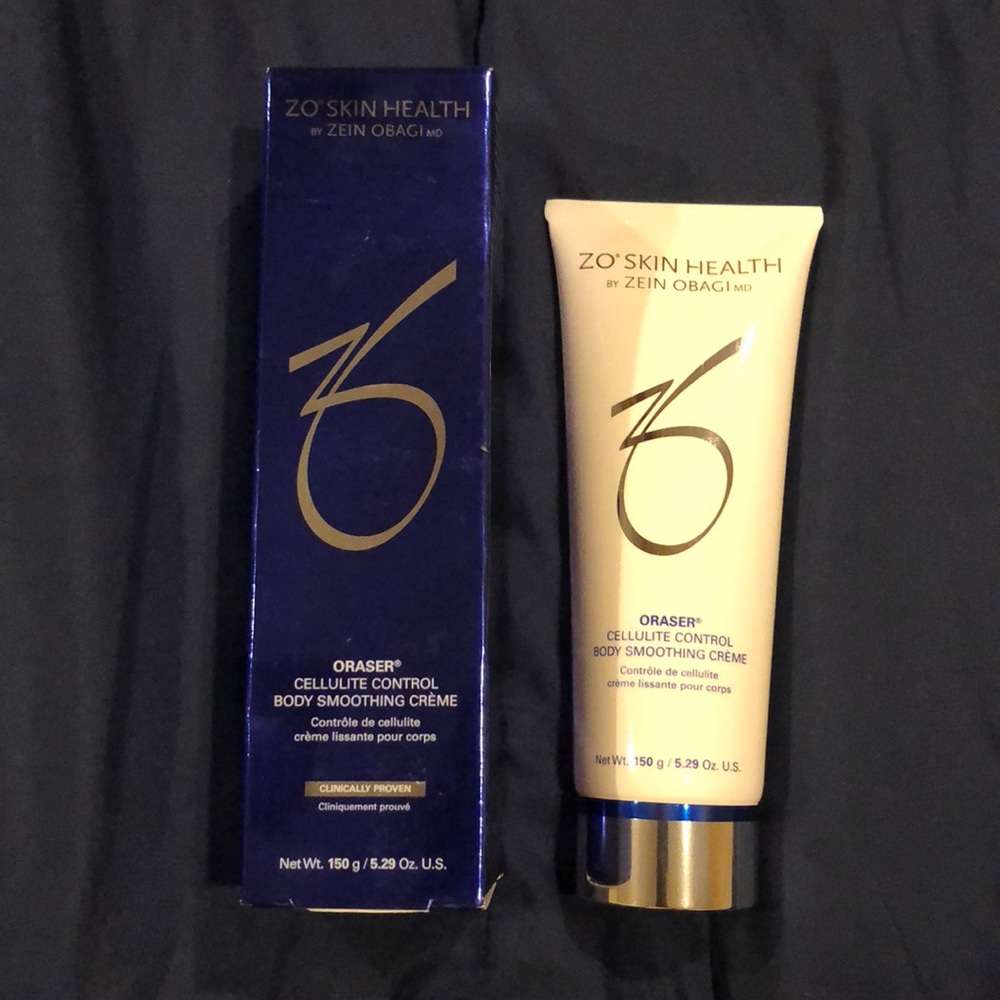 ZO® SKIN HEALTH
BY ZEIN OBAGI MD
ORASER®
CELLULITE CONTROL
BODY SMOOTHING CRÈME
Contrôle de cellulite
crème lissante pour corps
CLINICALLY PROVEN
Cliniquement prouvé
Net Wt. 150 g / 5.29 Oz. U.S.
ZO® SKIN HEALTH
BY ZEIN OBAGI MD
ORASER®
CELLULITE CONTROL
BODY SMOOTHING CRÈME
Contrôle de cellulite
crème lissante pour corps
Net Wt. 150 g / 5.29 Oz. U.S.